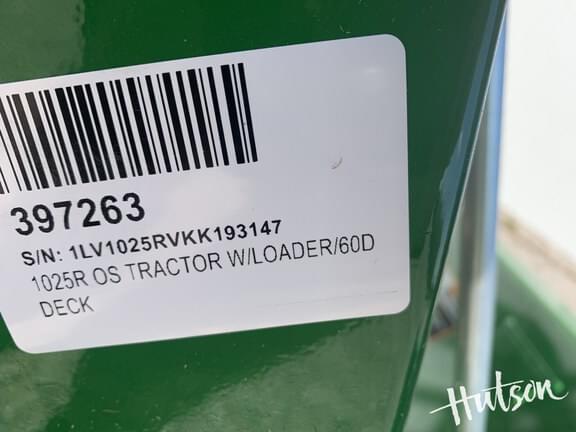 397263
S/N: 1LV1025RVKK193147
1025R OS TRACTOR W/LOADER/60D
DECK
Hutson